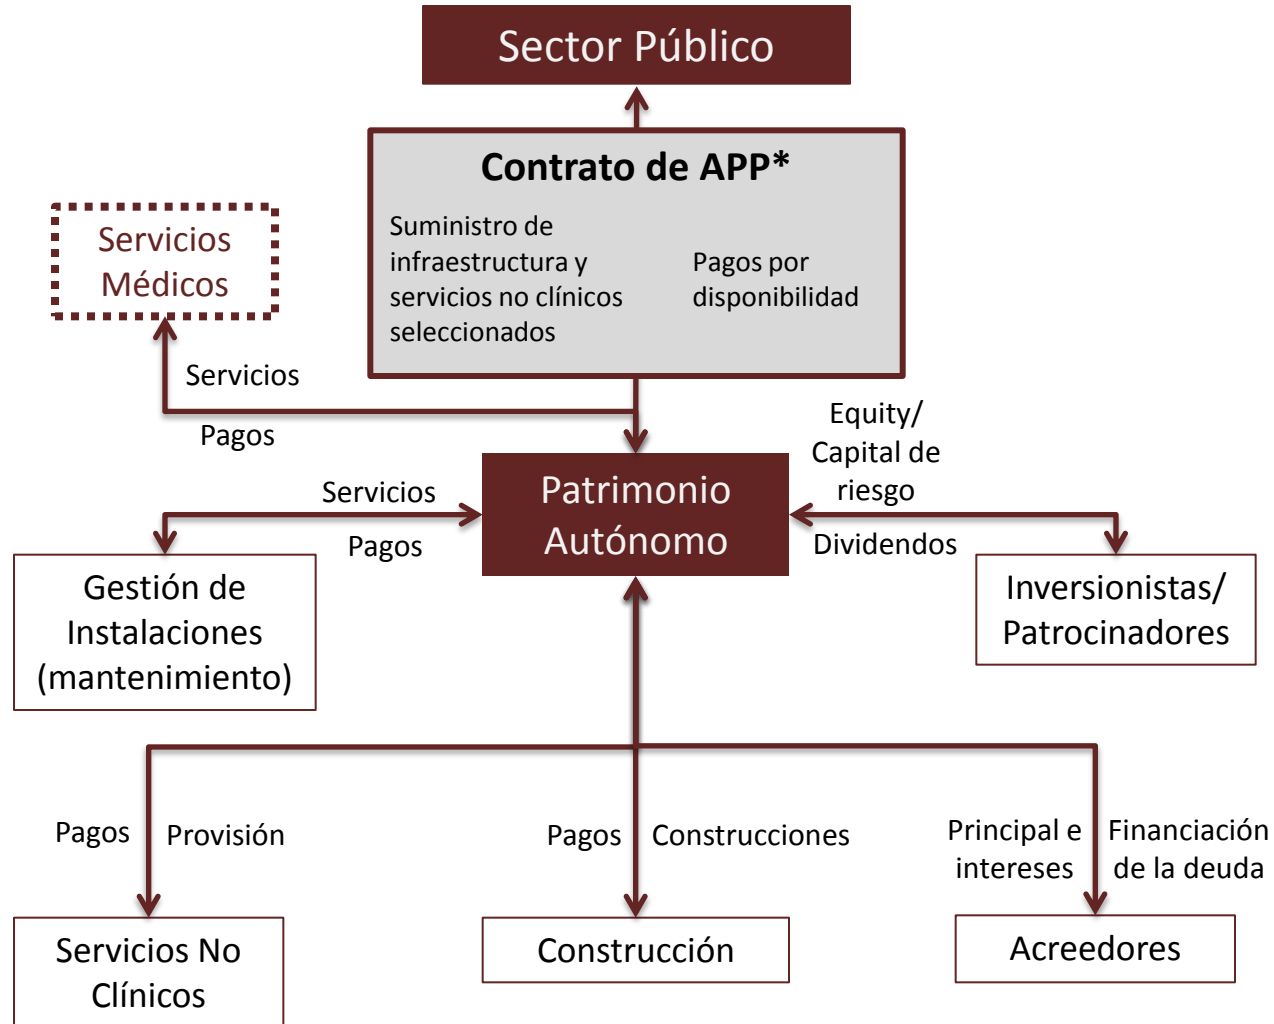 Sector Público
Contrato de APP*
Suministro de
infraestructura y
servicios no clínicos
seleccionados
Pagos por
disponibilidad
Servicios
Médicos
Servicios
Pagos
Equity/
Capital de
riesgo
Dividendos
Servicios
Pagos
Patrimonio
Autónomo
Gestión de
Instalaciones
(mantenimiento)
Inversionistas/
Patrocinadores
Pagos
Provisión
Pagos
Construcciones
Principal e
intereses
Financiación
de la deuda
Servicios No
Clínicos
Construcción
Acreedores